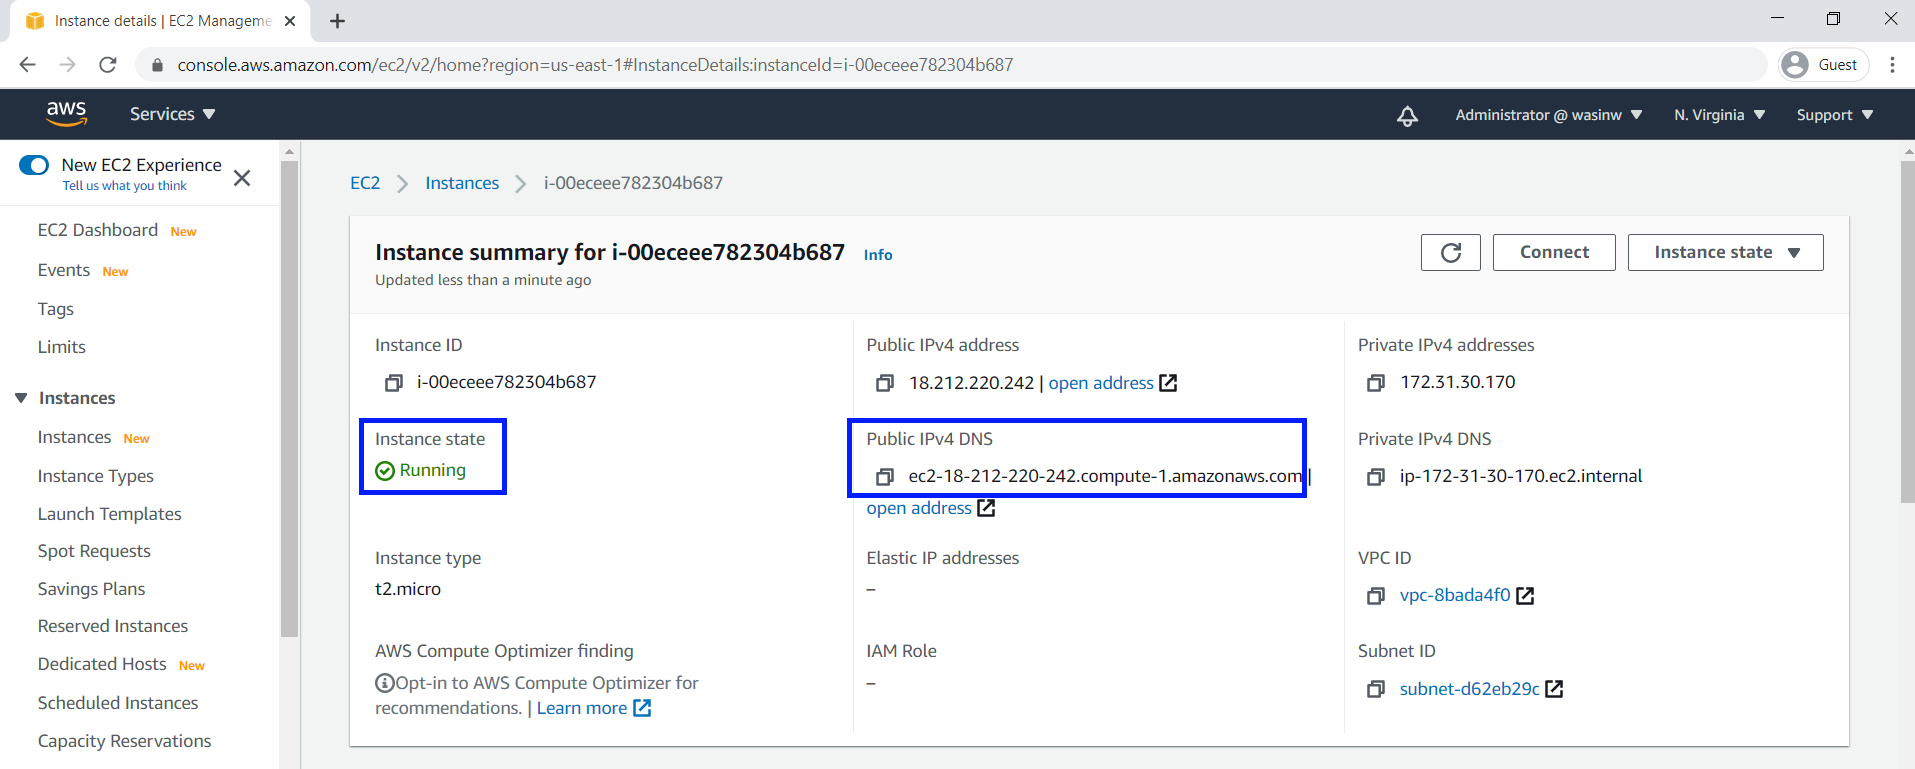 Instance details | EC2 Manageme
console.aws.amazon.com/ec2/v2/home?region=us-east-1#InstanceDetails:instanceId=i-00eceee782304b687
Guest
aws
Services
Administrator @ wasinw
N. Virginia
Support
New EC2 Experience
Tell us what you think
EC2 Dashboard New
Events New
Tags
Limits
Instances
Instances New
Instance Types
Launch Templates
Spot Requests
Savings Plans
Reserved Instances
Dedicated Hosts New
Scheduled Instances
Capacity Reservations
EC2 > Instances > i-00eceee782304b687
Instance summary for i-00eceee782304b687 Info
Updated less than a minute ago
Connect
Instance state
Instance ID
i-00eceee782304b687
Public IPv4 address
18.212.220.242 | open address
Private IPv4 addresses
172.31.30.170
Instance state
Running
Public IPv4 DNS
ec2-18-212-220-242.compute-1.amazonaws.com |
open address
Private IPv4 DNS
ip-172-31-30-170.ec2.internal
Instance type
t2.micro
Elastic IP addresses
–
VPC ID
vpc-8bada4f0
AWS Compute Optimizer finding
Opt-in to AWS Compute Optimizer for
recommendations. | Learn more
IAM Role
–
Subnet ID
subnet-d62eb29c